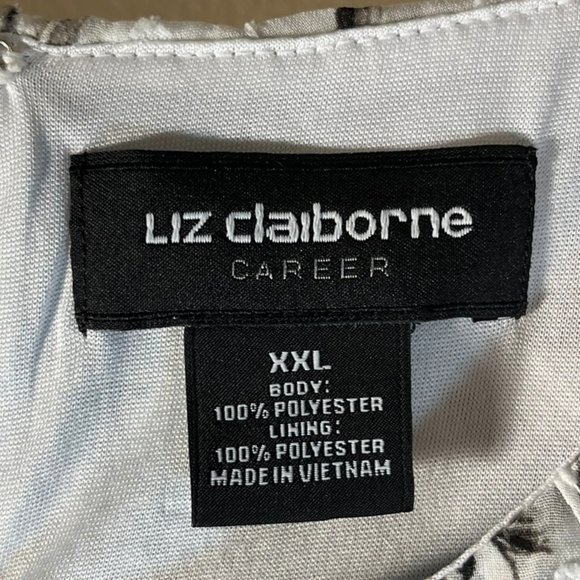 LIZ claiborne
CAREER
XXL
BODY:
100% POLYESTER
LINING:
100% POLYESTER
MADE IN VIETNAM